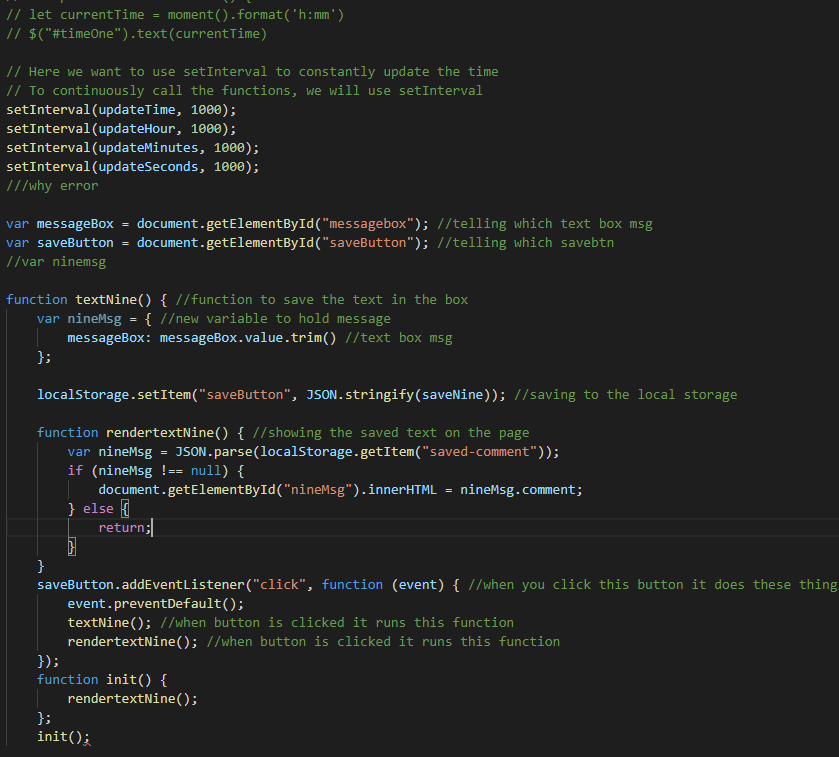 // let currentTime = moment().format('h:mm')
// $("#timeOne").text(currentTime)
// Here we want to use setInterval to constantly update the time
// To continuously call the functions, we will use setInterval
setInterval(updateTime, 1000);
setInterval(updateHour, 1000);
setInterval(updateMinutes, 1000);
setInterval(updateSeconds, 1000);
///why error
var messageBox = document.getElementById("messagebox"); //telling which text box msg
var saveButton = document.getElementById("saveButton"); //telling which savebtn
//var ninemsg
function textNine() { //function to save the text in the box
var nineMsg = { //new variable to hold message
messageBox: messageBox.value.trim() //text box msg
};
localStorage.setItem("saveButton", JSON.stringify(saveNine)); //saving to the local storage
function rendertextNine() { //showing the saved text on the page
var nineMsg = JSON.parse(localStorage.getItem("saved-comment"));
if (nineMsg !== null) {
document.getElementById("nineMsg").innerHTML = nineMsg.comment;
} else {
return;
}
}
saveButton.addEventListener("click", function (event) { //when you click this button it does these thing
event.preventDefault();
textNine(); //when button is clicked it runs this function
rendertextNine(); //when button is clicked it runs this function
});
function init() {
rendertextNine();
};
init();